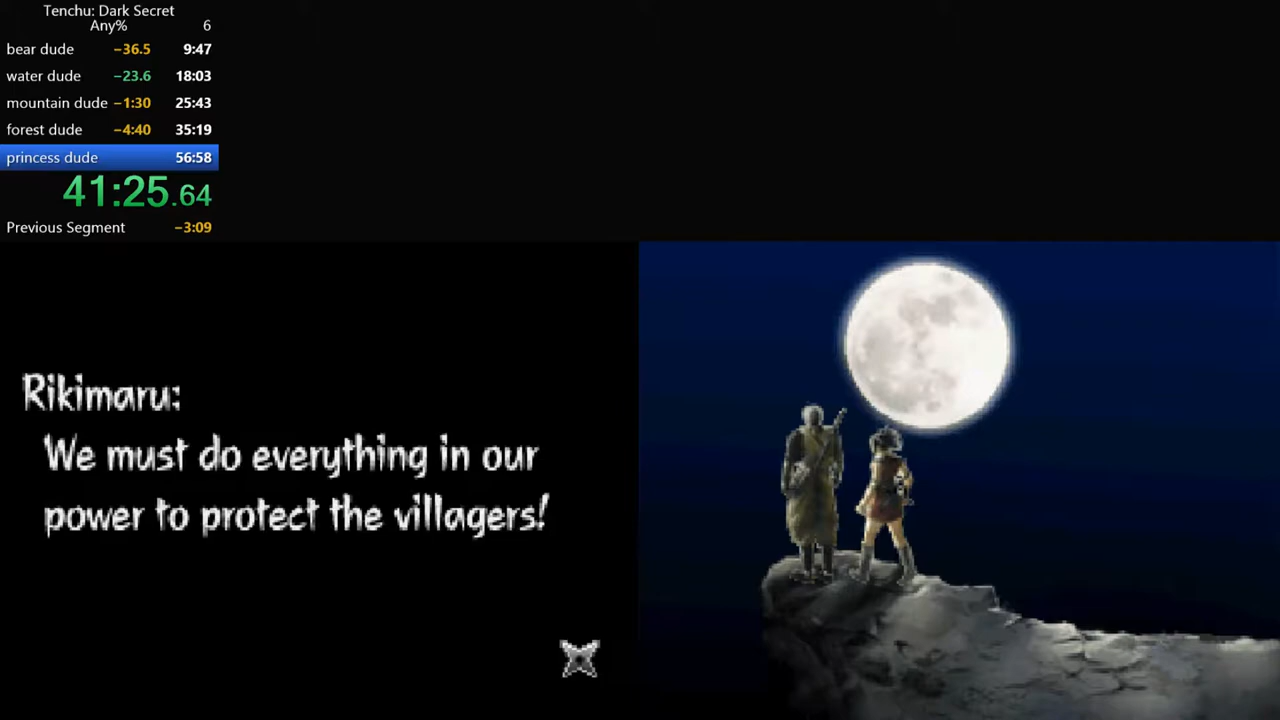 Tenchu: Dark Secret
Any% 6
bear dude −36.5 9:47
water dude −23.6 18:03
mountain dude −1:30 25:43
forest dude −4:40 35:19
princess dude 56:58
41:25.64
Previous Segment −3:09
Rikimaru:
We must do everything in our
power to protect the villagers!